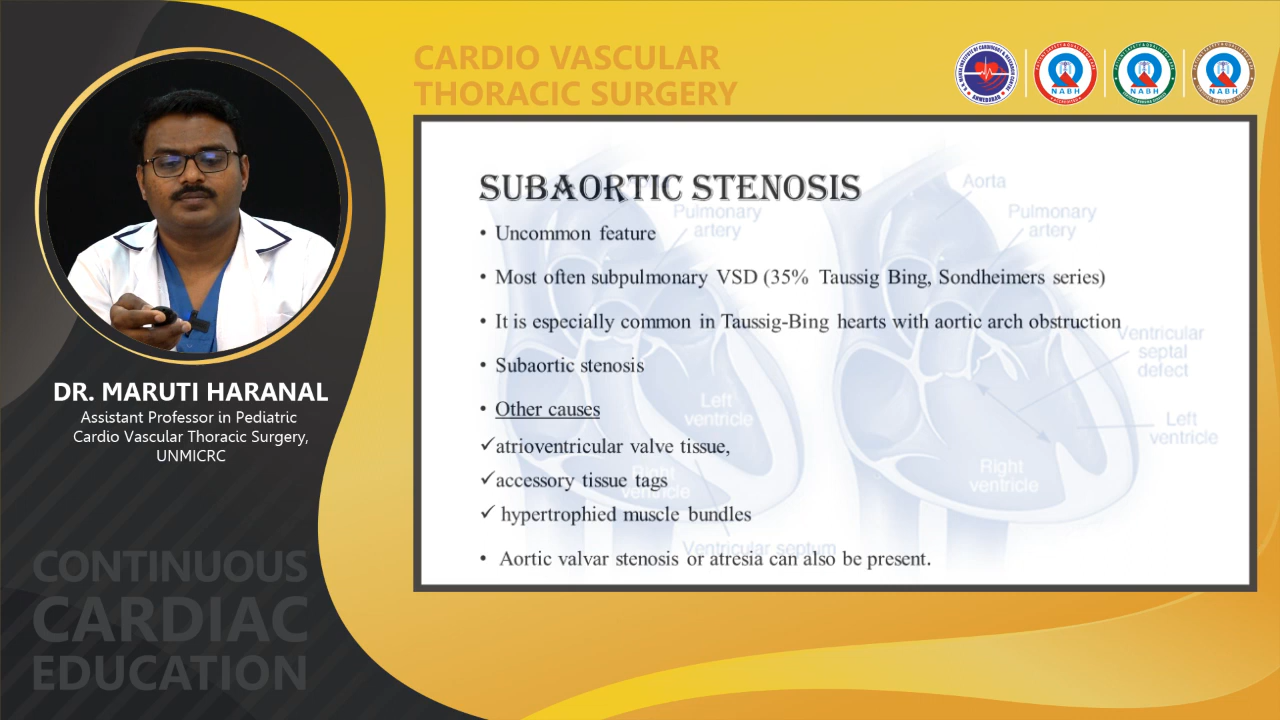 CARDIO VASCULAR
THORACIC SURGERY
NABH
NABH
NABH
SUBAORTIC STENOSIS
• Uncommon feature
• Most often subpulmonary VSD (35% Taussig Bing, Sondheimers series)
• It is especially common in Taussig-Bing hearts with aortic arch obstruction
• Subaortic stenosis
• Other causes
✓atrioventricular valve tissue,
✓accessory tissue tags
✓ hypertrophied muscle bundles
• Aortic valvar stenosis or atresia can also be present.
Pulmonary
artery
Left
ventricle
Right
ventricle
Ventricular septum
Aorta
Pulmonary
artery
Ventricular
septal
defect
Left
ventricle
Right
ventricle
DR. MARUTI HARANAL
Assistant Professor in Pediatric
Cardio Vascular Thoracic Surgery,
UNMICRC
CONTINUOUS
CARDIAC
EDUCATION